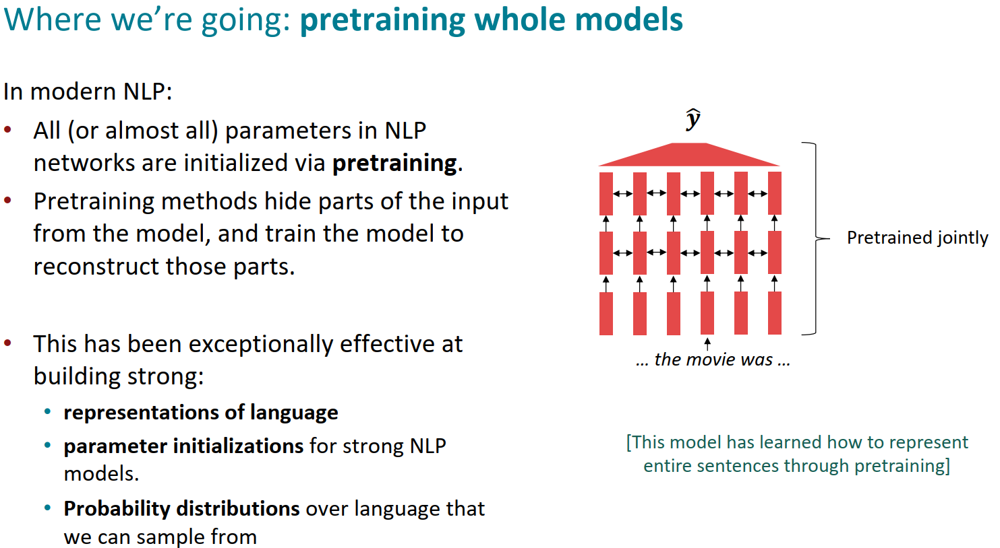 Where we’re going: pretraining whole models
In modern NLP:
• All (or almost all) parameters in NLP
networks are initialized via pretraining.
• Pretraining methods hide parts of the input
from the model, and train the model to
reconstruct those parts.
• This has been exceptionally effective at
building strong:
• representations of language
• parameter initializations for strong NLP
models.
• Probability distributions over language that
we can sample from
ŷ
Pretrained jointly
… the movie was …
[This model has learned how to represent
entire sentences through pretraining]